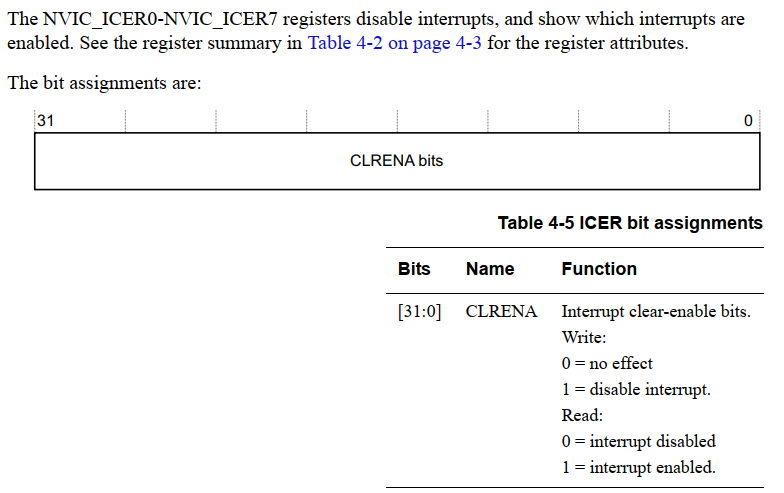 The NVIC_ICER0-NVIC_ICER7 registers disable interrupts, and show which interrupts are
enabled. See the register summary in Table 4-2 on page 4-3 for the register attributes.
The bit assignments are:
31 0
CLRENA bits
Table 4-5 ICER bit assignments
Bits Name Function
[31:0] CLRENA Interrupt clear-enable bits.
Write:
0 = no effect
1 = disable interrupt.
Read:
0 = interrupt disabled
1 = interrupt enabled.